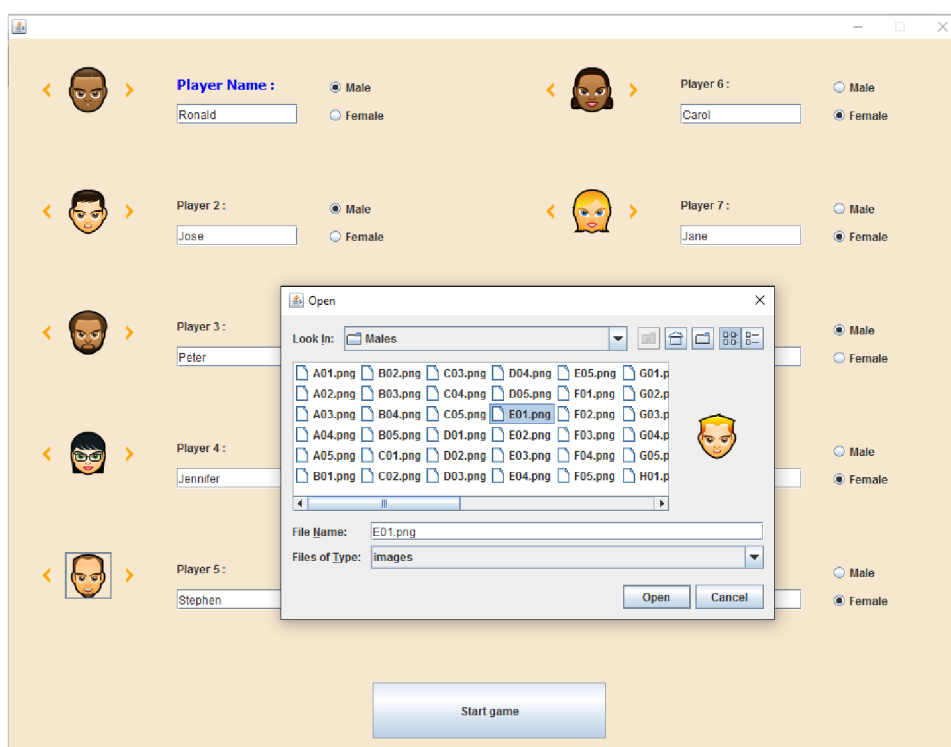 Player Name :
Male
Ronald
Female
Player 6 :
Male
Carol
Female
Player 2 :
Male
Jose
Female
Player 7 :
Male
Jane
Female
Player 3 :
Peter
Male
Female
Player 4 :
Jennifer
Male
Female
Player 5 :
Stephen
Male
Female
Open
Look In: Males
A01.png B02.png C03.png D04.png E05.png G01.p
A02.png B03.png C04.png D05.png F01.png G02.p
A03.png B04.png C05.png E01.png F02.png G03.p
A04.png B05.png D01.png E02.png F03.png G04.p
A05.png C01.png D02.png E03.png F04.png G05.p
B01.png C02.png D03.png E04.png F05.png H01.p
File Name: E01.png
Files of Type: images
Open Cancel
Start game